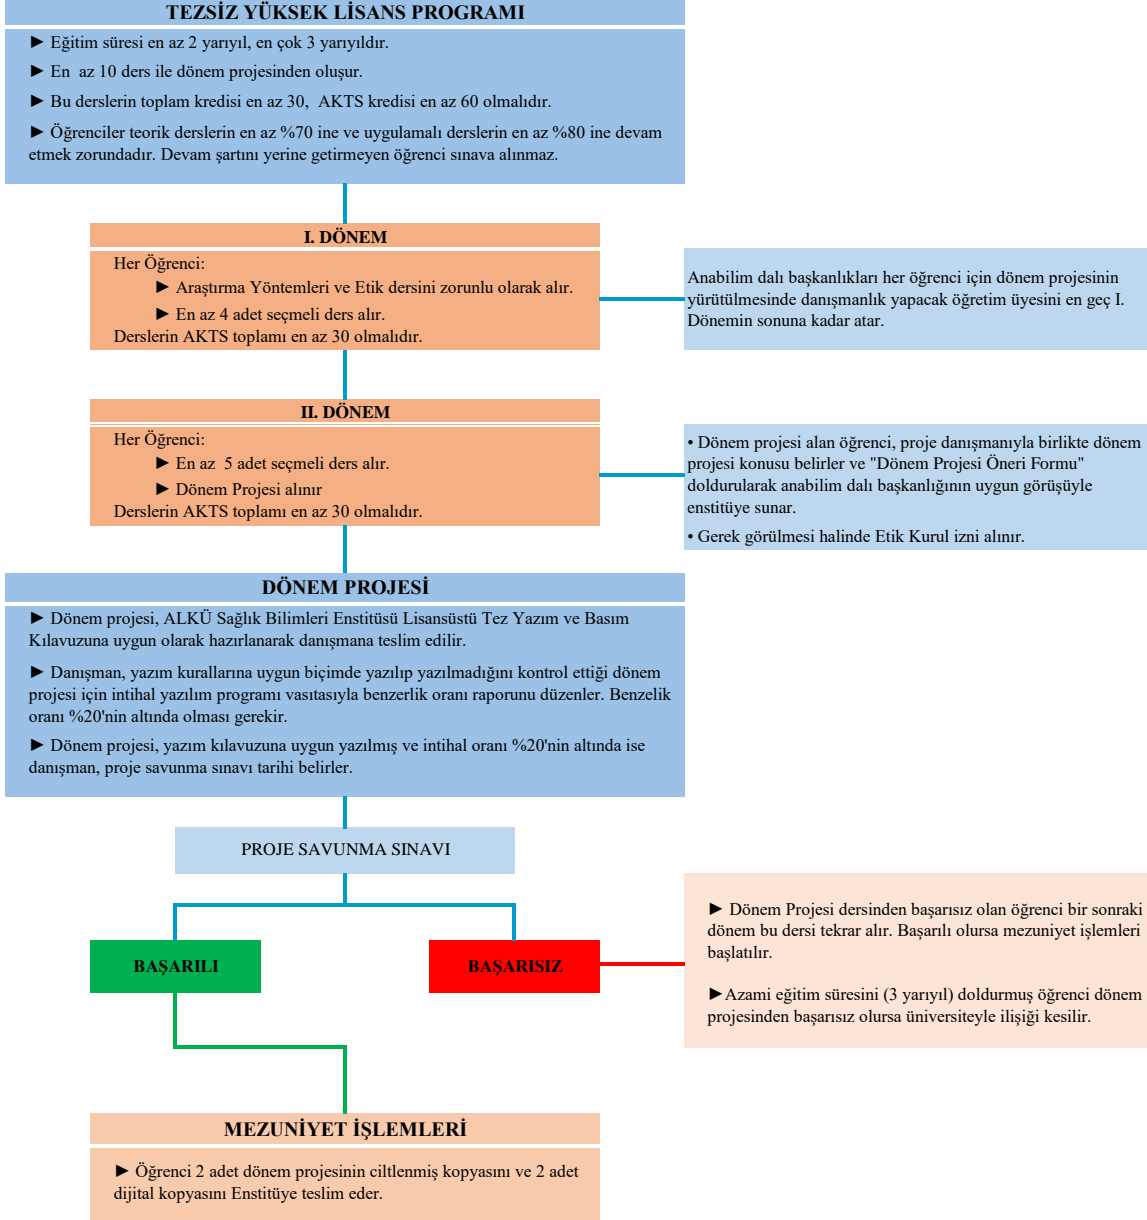 TEZSİZ YÜKSEK LİSANS PROGRAMI
► Eğitim süresi en az 2 yarıyıl, en çok 3 yarıyıldır.
► En az 10 ders ile dönem projesinden oluşur.
► Bu derslerin toplam kredisi en az 30, AKTS kredisi en az 60 olmalıdır.
► Öğrenciler teorik derslerin en az %70 ine ve uygulamalı derslerin en az %80 ine devam
etmek zorundadır. Devam şartını yerine getirmeyen öğrenci sınava alınmaz.
I. DÖNEM
Her Öğrenci:
► Araştırma Yöntemleri ve Etik dersini zorunlu olarak alır.
► En az 4 adet seçmeli ders alır.
Derslerin AKTS toplamı en az 30 olmalıdır.
Anabilim dalı başkanlıkları her öğrenci için dönem projesinin
yürütülmesinde danışmanlık yapacak öğretim üyesini en geç I.
Dönemin sonuna kadar atar.
II. DÖNEM
Her Öğrenci:
► En az 5 adet seçmeli ders alır.
► Dönem Projesi alınır
Derslerin AKTS toplamı en az 30 olmalıdır.
• Dönem projesi alan öğrenci, proje danışmanıyla birlikte dönem
projesi konusu belirler ve "Dönem Projesi Öneri Formu"
doldurularak anabilim dalı başkanlığının uygun görüşüyle
enstitüye sunar.
• Gerek görülmesi halinde Etik Kurul izni alınır.
DÖNEM PROJESİ
► Dönem projesi, ALKÜ Sağlık Bilimleri Enstitüsü Lisansüstü Tez Yazım ve Basım
Kılavuzuna uygun olarak hazırlanarak danışmana teslim edilir.
► Danışman, yazım kurallarına uygun biçimde yazılıp yazılmadığını kontrol ettiği dönem
projesi için intihal yazılım programı vasıtasıyla benzerlik oranı raporunu düzenler. Benzelik
oranı %20'nin altında olması gerekir.
► Dönem projesi, yazım kılavuzuna uygun yazılmış ve intihal oranı %20'nin altında ise
danışman, proje savunma sınavı tarihi belirler.
PROJE SAVUNMA SINAVI
BAŞARILI
BAŞARISIZ
► Dönem Projesi dersinden başarısız olan öğrenci bir sonraki
dönem bu dersi tekrar alır. Başarılı olursa mezuniyet işlemleri
başlatılır.
►Azami eğitim süresini (3 yarıyıl) doldurmuş öğrenci dönem
projesinden başarısız olursa üniversiteyle ilişiği kesilir.
MEZUNİYET İŞLEMLERİ
► Öğrenci 2 adet dönem projesinin ciltlenmiş kopyasını ve 2 adet
dijital kopyasını Enstitüye teslim eder.